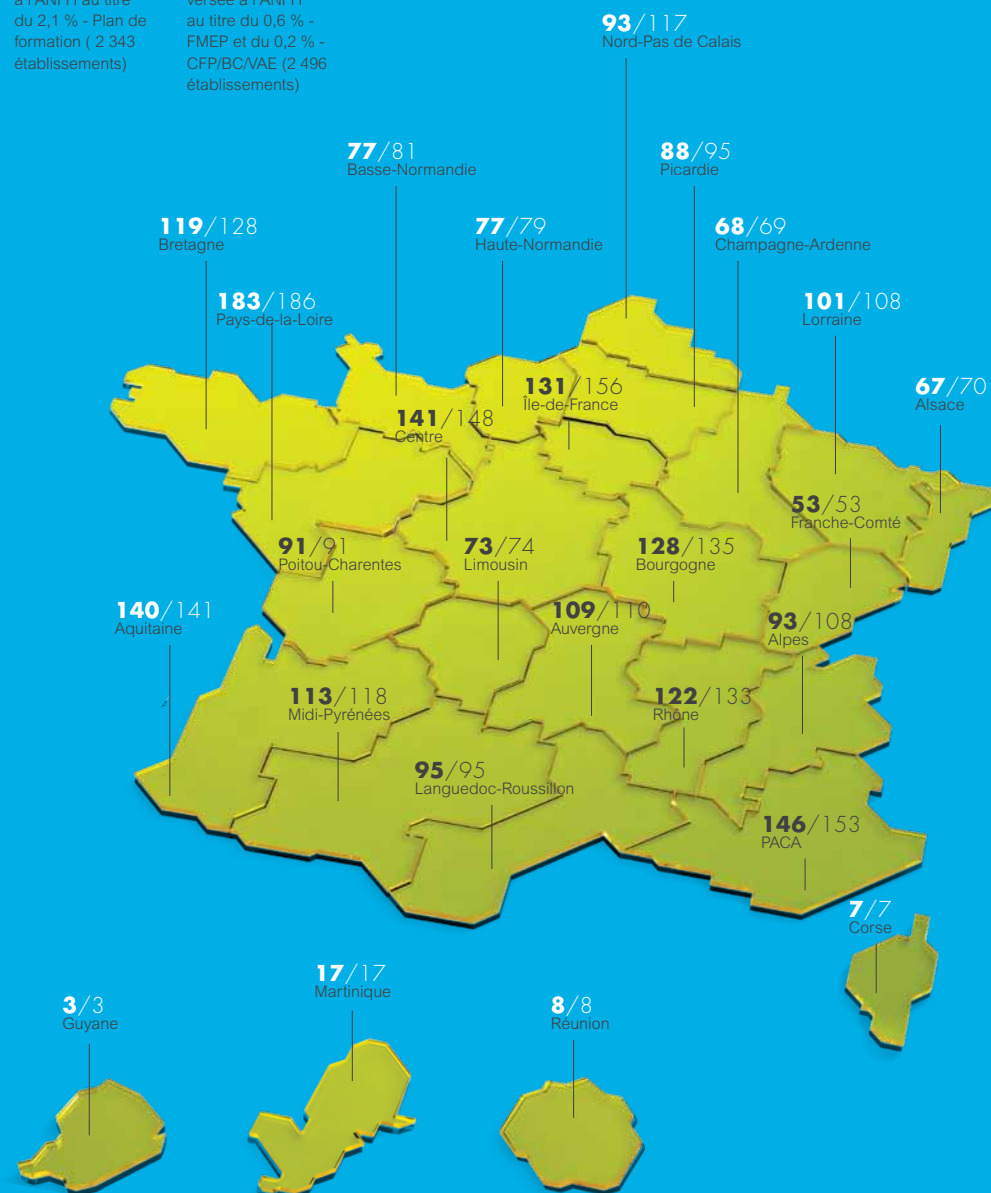 à l'ANFH au titre
du 2,1 % - Plan de
formation ( 2 343
établissements)
versée à l'ANFH
au titre du 0,6 % -
FMEP et du 0,2 % -
CFP/BC/VAE (2 496
établissements)
93/117
Nord-Pas de Calais
77/81
Basse-Normandie
88/95
Picardie
119/128
Bretagne
77/79
Haute-Normandie
68/69
Champagne-Ardenne
183/186
Pays-de-la-Loire
101/108
Lorraine
131/156
Île-de-France
67/70
Alsace
141/148
Centre
53/53
Franche-Comté
91/91
Poitou-Charentes
73/74
Limousin
128/135
Bourgogne
140/141
Aquitaine
109/110
Auvergne
93/108
Alpes
113/118
Midi-Pyrénées
122/133
Rhône
95/95
Languedoc-Roussillon
146/153
PACA
7/7
Corse
17/17
Martinique
3/3
Guyane
8/8
Réunion